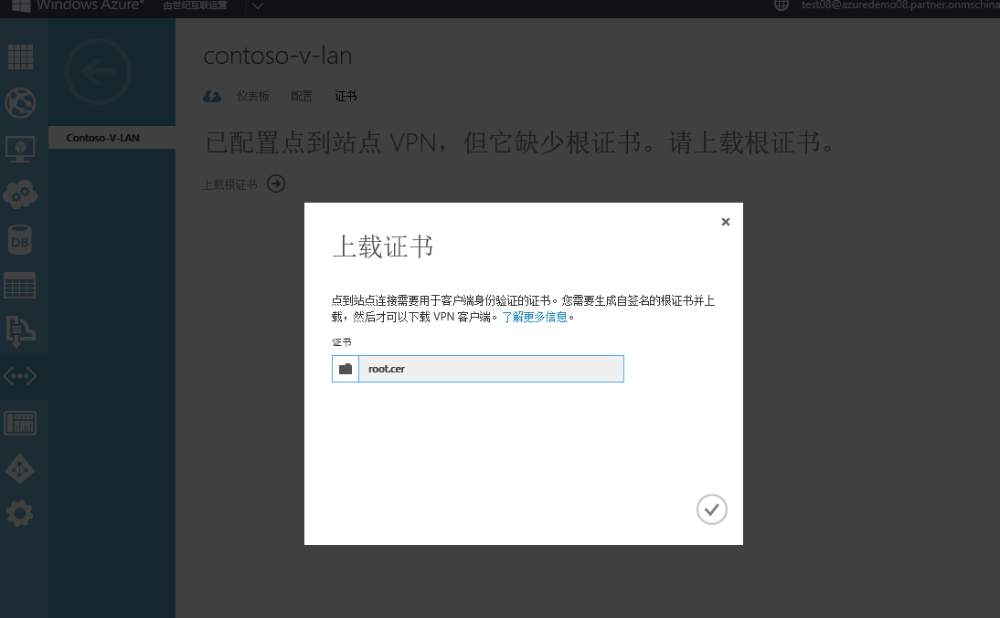 Windows Azure 由世纪互联运营 test08@azuredemo08.partner.onmschina
contoso-v-lan
仪表板 配置 证书
Contoso-V-LAN
已配置点到站点 VPN，但它缺少根证书。请上载根证书。
上载根证书
上载证书
点到站点连接需要用于客户端身份验证的证书。您需要生成自签名的根证书并上
载，然后才可以下载 VPN 客户端。了解更多信息。
证书
root.cer
DB